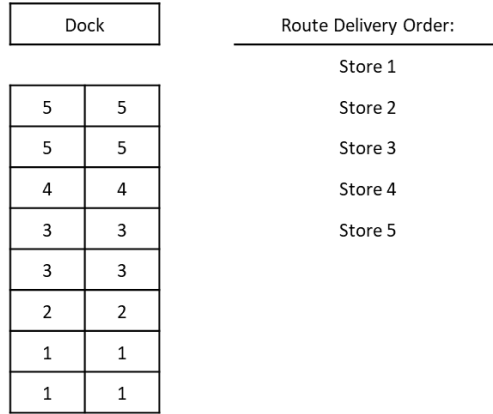 Dock
5 5
5 5
4 4
3 3
3 3
2 2
1 1
1 1
Route Delivery Order:
Store 1
Store 2
Store 3
Store 4
Store 5